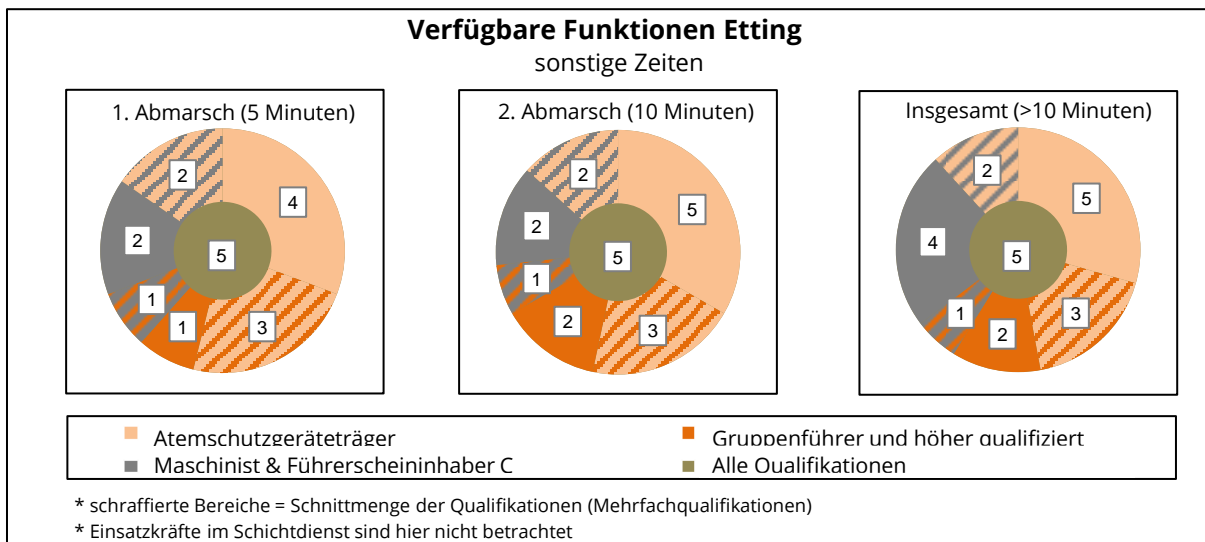 Verfügbare Funktionen Etting
sonstige Zeiten
1. Abmarsch (5 Minuten)
2
4
2
5
1
1
3
2. Abmarsch (10 Minuten)
2
5
2
5
1
2
3
Insgesamt (>10 Minuten)
2
5
4
5
1
2
3
Atemschutzgeräteträger
Gruppenführer und höher qualifiziert
Maschinist & Führerscheininhaber C
Alle Qualifikationen
* schraffierte Bereiche = Schnittmenge der Qualifikationen (Mehrfachqualifikationen)
* Einsatzkräfte im Schichtdienst sind hier nicht betrachtet